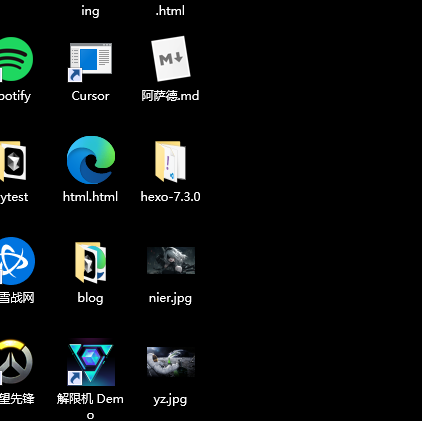 ing
.html
potify
Cursor
阿萨德.md
ytest
html.html
hexo-7.3.0
雪战网
blog
nier.jpg
望先锋
解限机 Dem
o
yz.jpg